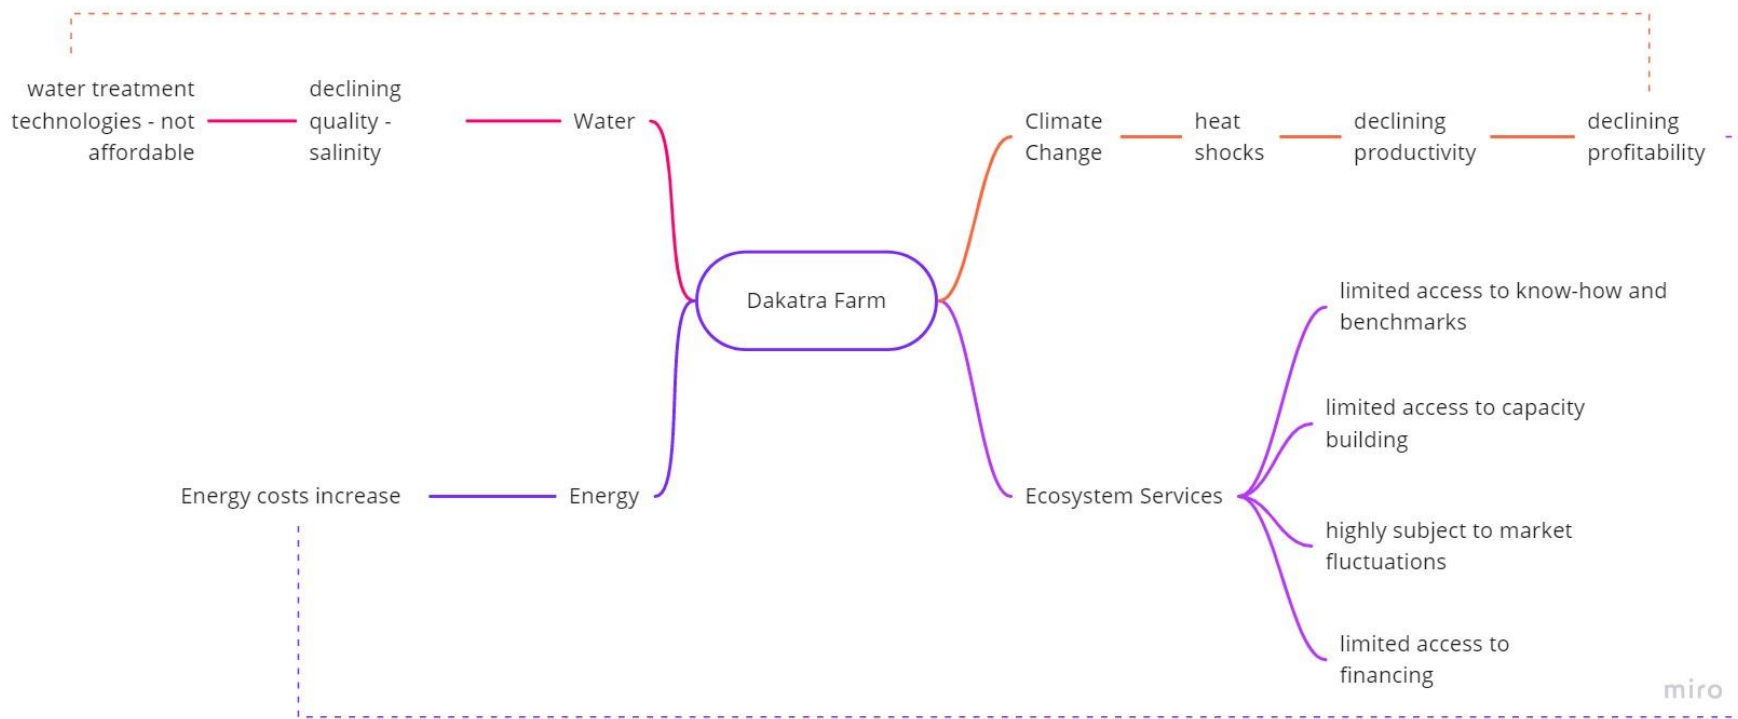 water treatment
technologies - not
affordable
declining
quality -
salinity
Water
Climate
Change
heat
shocks
declining
productivity
declining
profitability
Dakatra Farm
limited access to know-how and
benchmarks
limited access to capacity
building
Energy costs increase
Energy
Ecosystem Services
highly subject to market
fluctuations
limited access to
financing
miro